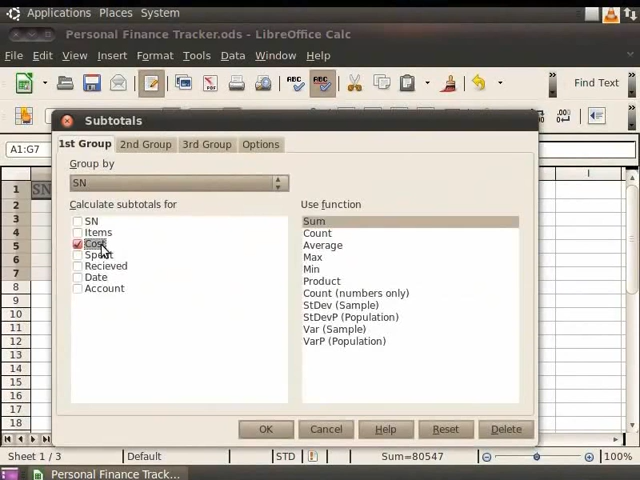 Applications Places System
Personal Finance Tracker.ods - LibreOffice Calc
File Edit View Insert Format Tools Data Window Help
Find Text
Subtotals
A1:G7
1st Group 2nd Group 3rd Group Options
Group by
SN
Calculate subtotals for
Use function
SN
Items
Cost
Spent
Recieved
Date
Account
Sum
Count
Average
Max
Min
Product
Count (numbers only)
StDev (Sample)
StDevP (Population)
Var (Sample)
VarP (Population)
I
SN
1
2
3
4
5
6
7
8
9
10
11
12
13
14
15
16
17
18
OK Cancel Help Reset Delete
Sheet 1 / 3 Default STD Sum=80547 100%
Personal Finance Track...